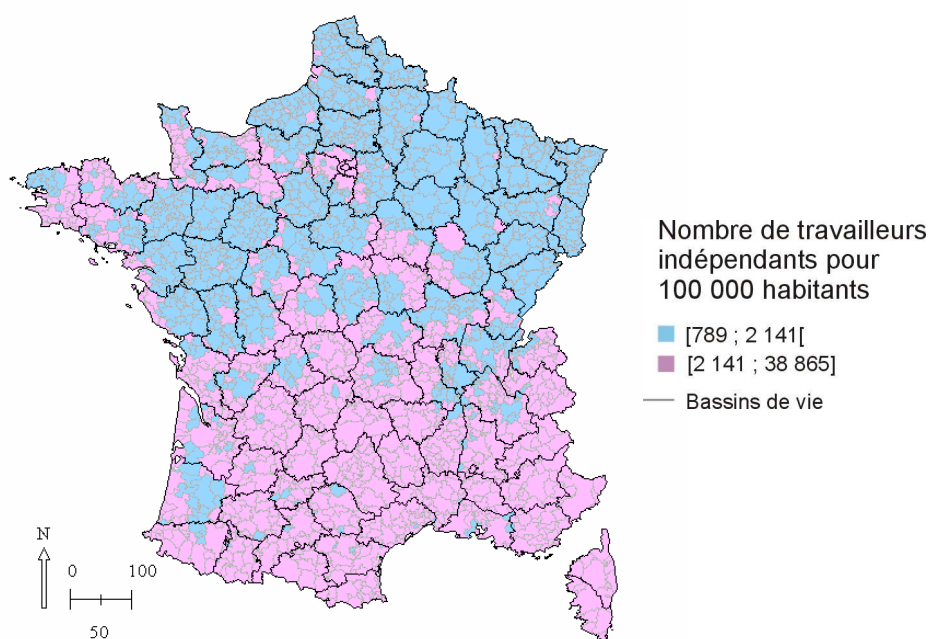 Nombre de travailleurs
indépendants pour
100 000 habitants
[789 ; 2 141[
[2 141 ; 38 865]
Bassins de vie
N
0 100
50